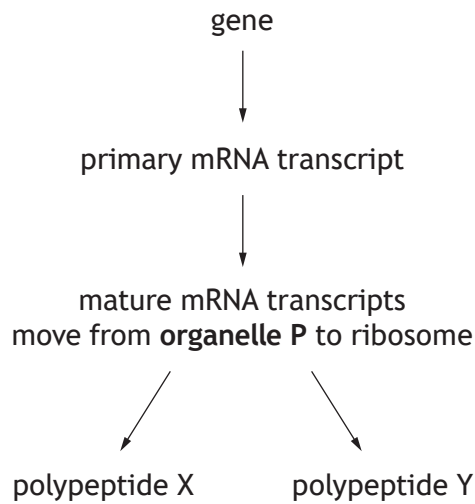 gene
primary mRNA transcript
mature mRNA transcripts
move from organelle P to ribosome
polypeptide X
polypeptide Y